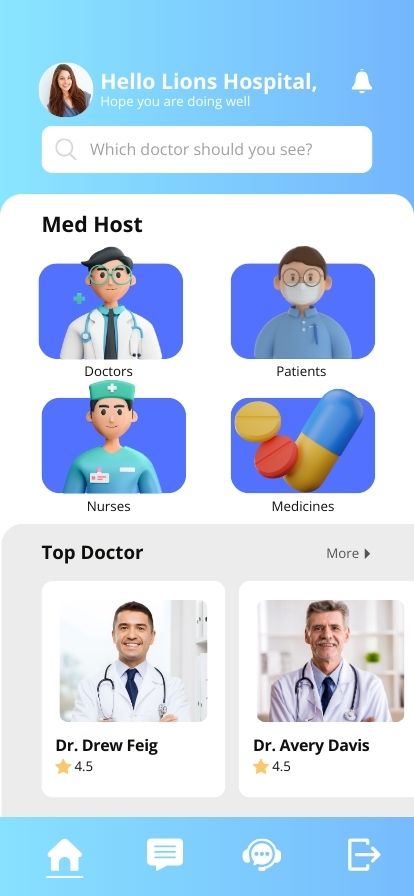 Hello Lions Hospital,
Hope you are doing well
Which doctor should you see?
Med Host
Doctors
Patients
Nurses
Medicines
Top Doctor
More
Dr. Drew Feig
4.5
Dr. Avery Davis
4.5